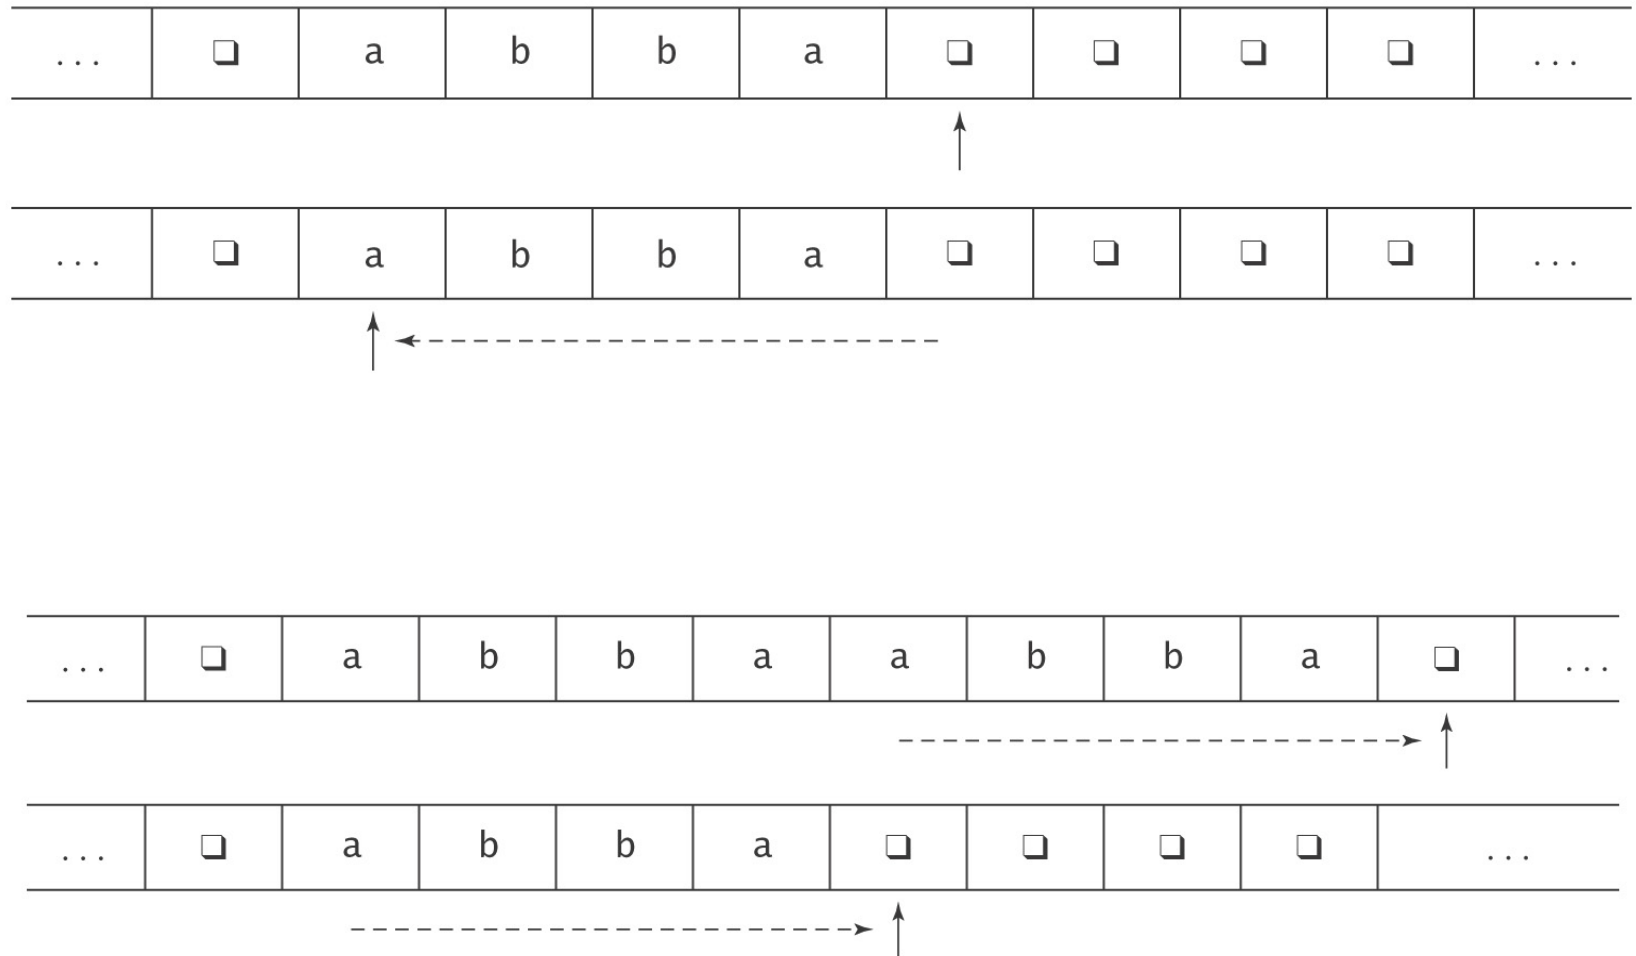 ... ❑ a b b a ❑ ❑ ❑ ❑ ...
... ❑ a b b a ❑ ❑ ❑ ❑ ...
... ❑ a b b a a b b a ❑ ...
... ❑ a b b a ❑ ❑ ❑ ❑ ...